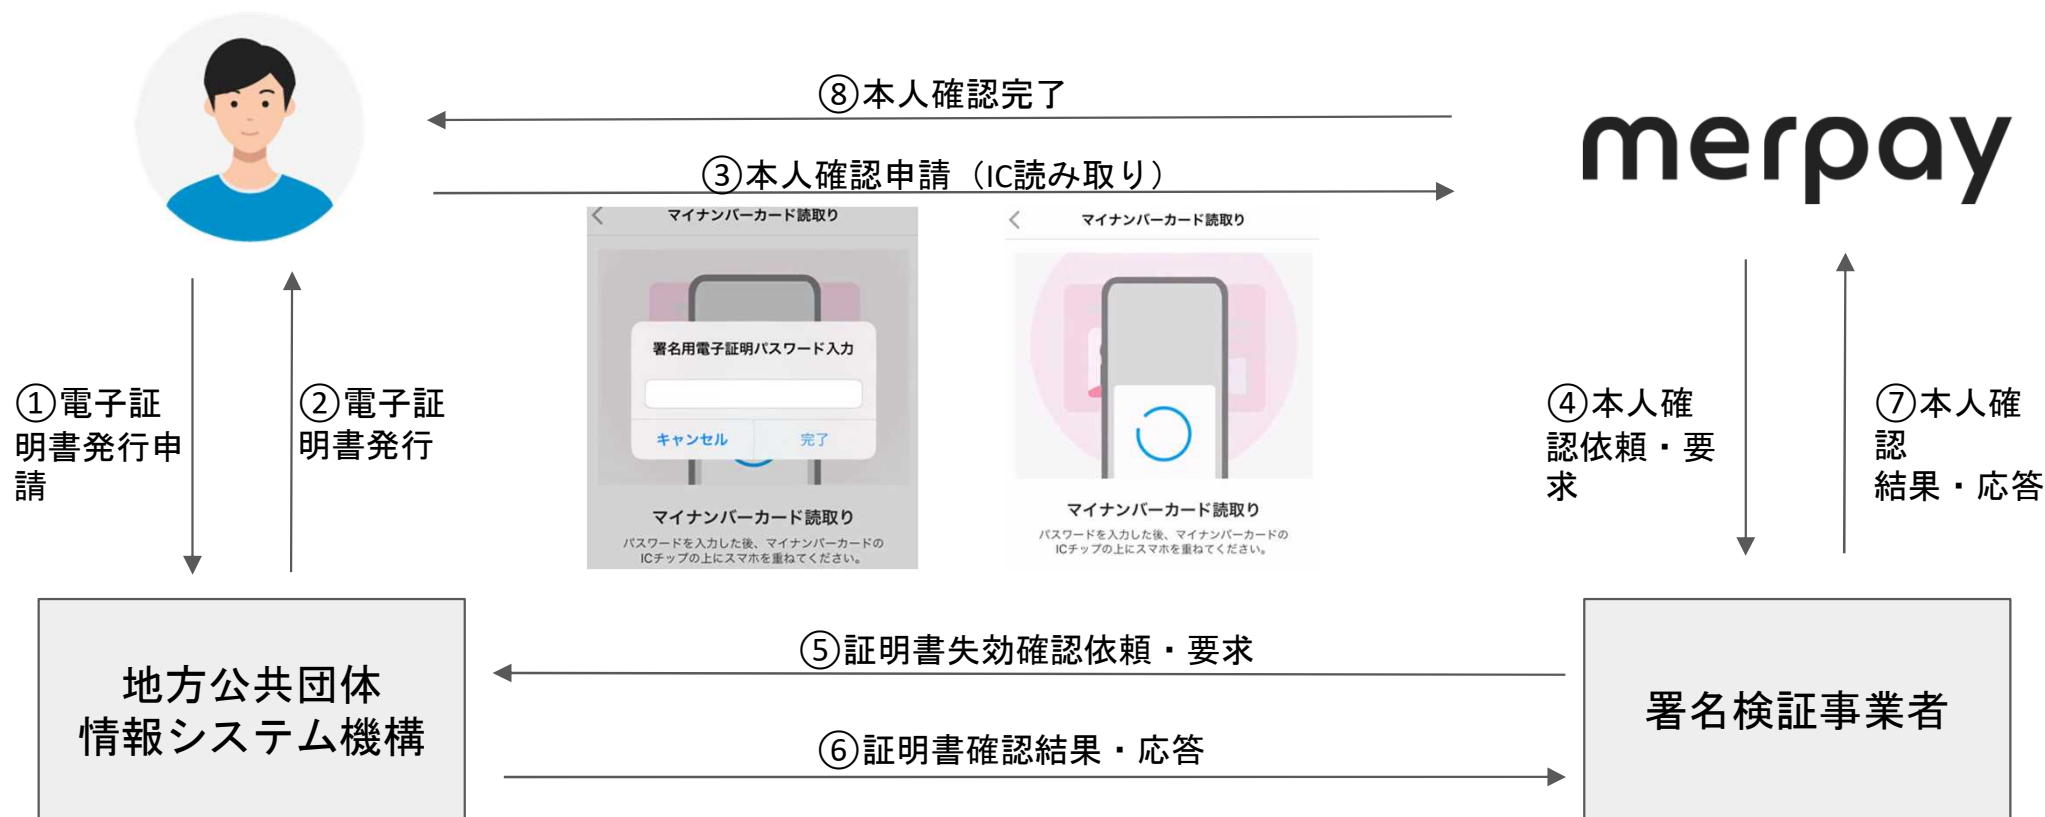 ⑧本人確認完了
merpay
③本人確認申請（IC読み取り）
マイナンバーカード読取り
署名用電子証明パスワード入力
キャンセル
完了
マイナンバーカード読取り
パスワードを入力した後、マイナンバーカードの
ICチップの上にスマホを重ねてください。
マイナンバーカード読取り
マイナンバーカード読取り
パスワードを入力した後、マイナンバーカードの
ICチップの上にスマホを重ねてください。
①電子証
明書発行申
請
②電子証
明書発行
④本人確
認依頼・要
求
⑦本人確
認
結果・応答
⑤証明書失効確認依頼・要求
地方公共団体
情報システム機構
署名検証事業者
⑥証明書確認結果・応答